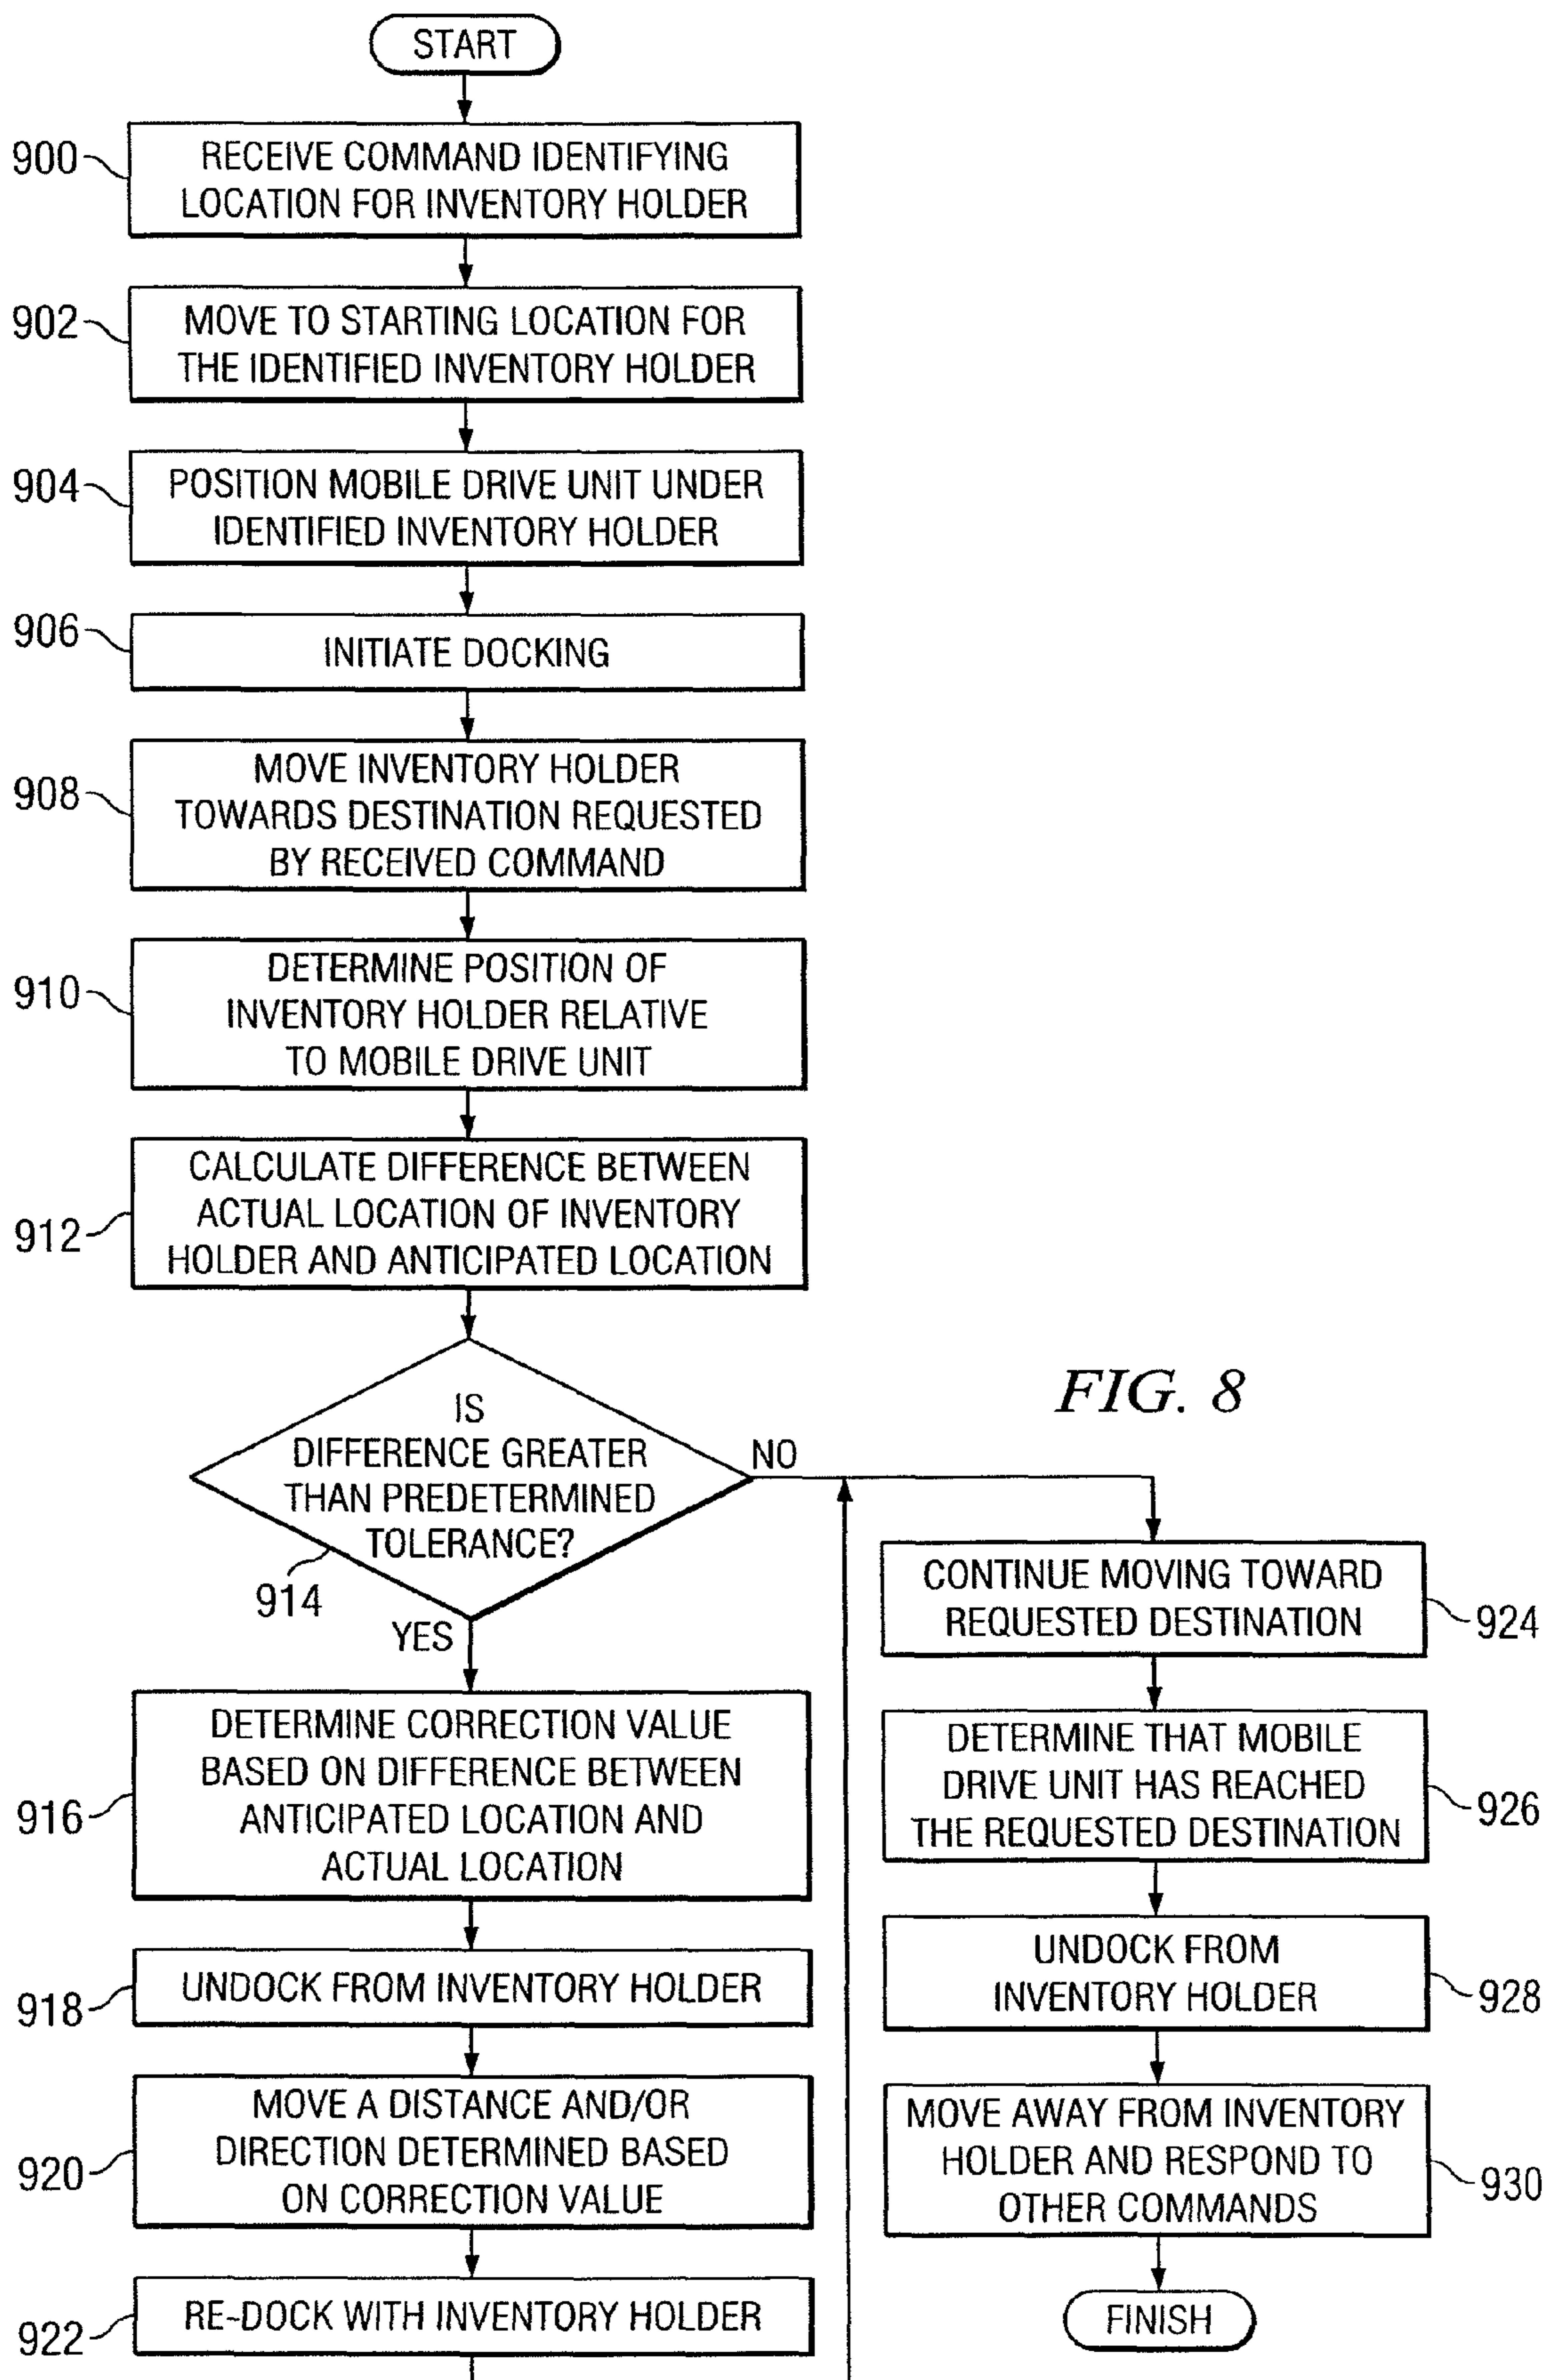 START
900
RECEIVE COMMAND IDENTIFYING
LOCATION FOR INVENTORY HOLDER
902
MOVE TO STARTING LOCATION FOR
THE IDENTIFIED INVENTORY HOLDER
904
POSITION MOBILE DRIVE UNIT UNDER
IDENTIFIED INVENTORY HOLDER
906
INITIATE DOCKING
908
MOVE INVENTORY HOLDER
TOWARDS DESTINATION REQUESTED
BY RECEIVED COMMAND
910
DETERMINE POSITION OF
INVENTORY HOLDER RELATIVE
TO MOBILE DRIVE UNIT
912
CALCULATE DIFFERENCE BETWEEN
ACTUAL LOCATION OF INVENTORY
HOLDER AND ANTICIPATED LOCATION
FIG. 8
IS
DIFFERENCE GREATER
THAN PREDETERMINED
TOLERANCE?
914
NO
YES
916
DETERMINE CORRECTION VALUE
BASED ON DIFFERENCE BETWEEN
ANTICIPATED LOCATION AND
ACTUAL LOCATION
918
UNDOCK FROM INVENTORY HOLDER
920
MOVE A DISTANCE AND/OR
DIRECTION DETERMINED BASED
ON CORRECTION VALUE
922
RE-DOCK WITH INVENTORY HOLDER
CONTINUE MOVING TOWARD
REQUESTED DESTINATION
924
DETERMINE THAT MOBILE
DRIVE UNIT HAS REACHED
THE REQUESTED DESTINATION
926
UNDOCK FROM
INVENTORY HOLDER
928
MOVE AWAY FROM INVENTORY
HOLDER AND RESPOND TO
OTHER COMMANDS
930
FINISH